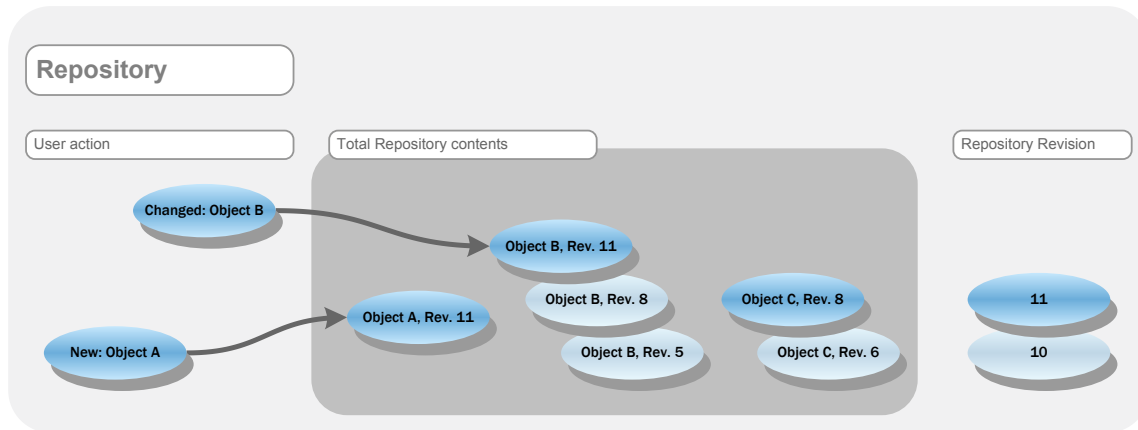 Repository
User action
Total Repository contents
Repository Revision
Changed: Object B
Object B, Rev. 11
Object B, Rev. 8
Object C, Rev. 8
11
Object A, Rev. 11
New: Object A
Object B, Rev. 5
Object C, Rev. 6
10